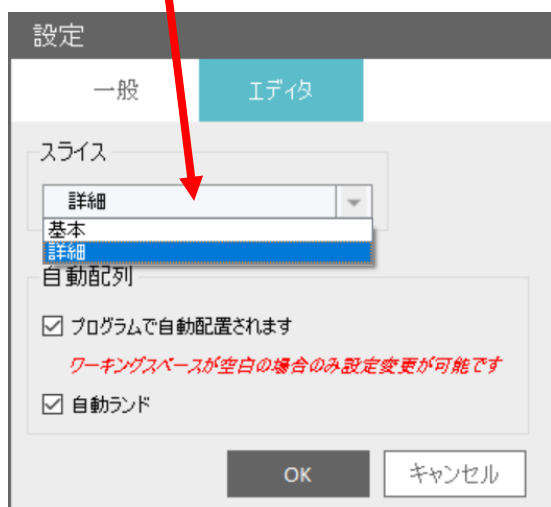 設定
一般 エディタ
スライス
詳細
基本
詳細
自動配列
プログラムで自動配置されます
ワーキングスペースが空白の場合のみ設定変更が可能です
自動ランド
OK キャンセル